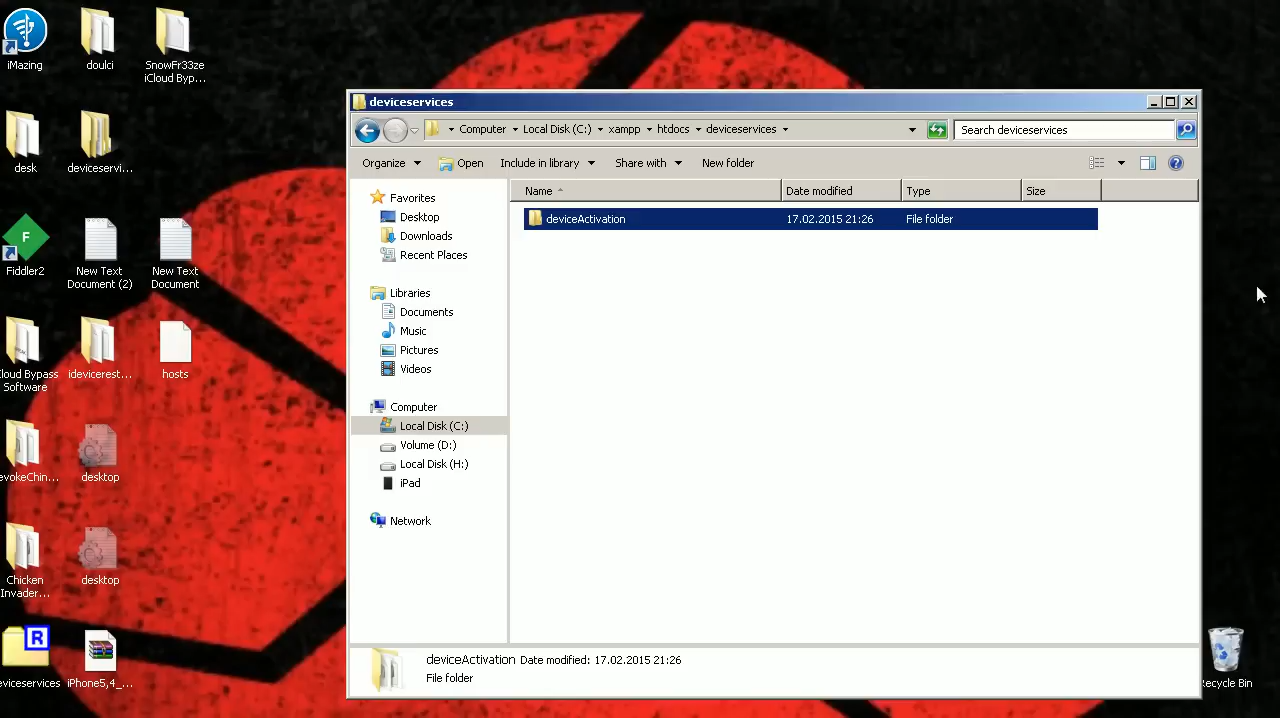 iMazing
doulci
SnowFr33ze
iCloud Byp...
desk
deviceservi...
F
Fiddler2
New Text
Document (2)
New Text
Document
Cloud Bypass
Software
idevicerest...
hosts
evokeChin...
desktop
Chicken
Invader...
desktop
R
eviceservices
iPhone5,4_...
deviceservices
Computer
Local Disk (C:)
xampp
htdocs
deviceservices
Search deviceservices
Organize
Open
Include in library
Share with
New folder
Favorites
Desktop
Downloads
Recent Places
Libraries
Documents
Music
Pictures
Videos
Computer
Local Disk (C:)
Volume (D:)
Local Disk (H:)
iPad
Network
Name Date modified Type Size
deviceActivation 17.02.2015 21:26 File folder
deviceActivation Date modified: 17.02.2015 21:26
File folder
Recycle Bin